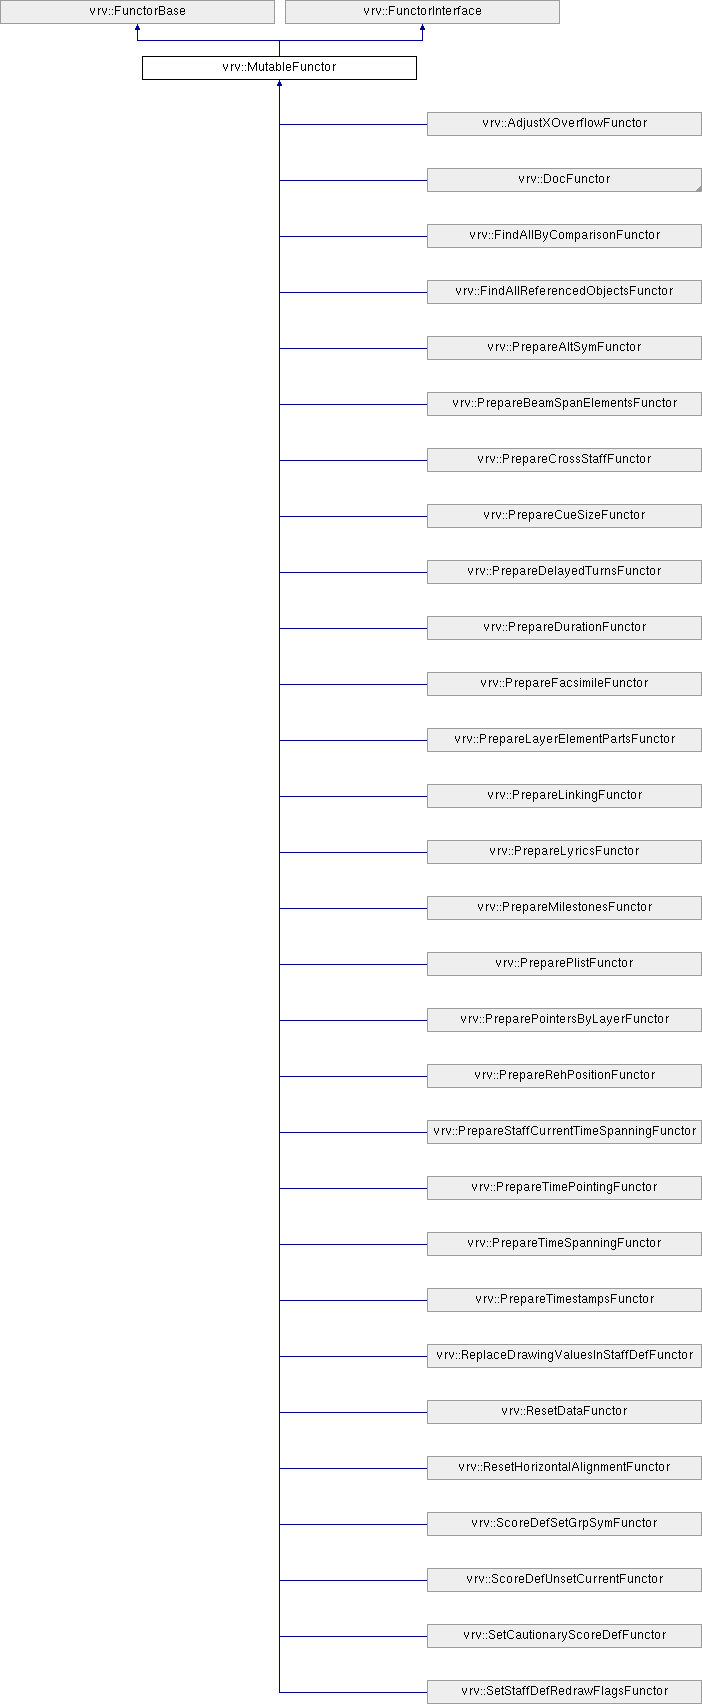 vrv::FunctorBase
vrv::FunctorInterface
vrv::MutableFunctor
vrv::AdjustXOverflowFunctor
vrv::DocFunctor
vrv::FindAllByComparisonFunctor
vrv::FindAllReferencedObjectsFunctor
vrv::PrepareAltSymFunctor
vrv::PrepareBeamSpanElementsFunctor
vrv::PrepareCrossStaffFunctor
vrv::PrepareCueSizeFunctor
vrv::PrepareDelayedTurnsFunctor
vrv::PrepareDurationFunctor
vrv::PrepareFacsimileFunctor
vrv::PrepareLayerElementPartsFunctor
vrv::PrepareLinkingFunctor
vrv::PrepareLyricsFunctor
vrv::PrepareMilestonesFunctor
vrv::PreparePlistFunctor
vrv::PreparePointersByLayerFunctor
vrv::PrepareRehPositionFunctor
vrv::PrepareStaffCurrentTimeSpanningFunctor
vrv::PrepareTimePointingFunctor
vrv::PrepareTimeSpanningFunctor
vrv::PrepareTimestampsFunctor
vrv::ReplaceDrawingValuesInStaffDefFunctor
vrv::ResetDataFunctor
vrv::ResetHorizontalAlignmentFunctor
vrv::ScoreDefSetGrpSymFunctor
vrv::ScoreDefUnsetCurrentFunctor
vrv::SetCautionaryScoreDefFunctor
vrv::SetStaffDefRedrawFlagsFunctor